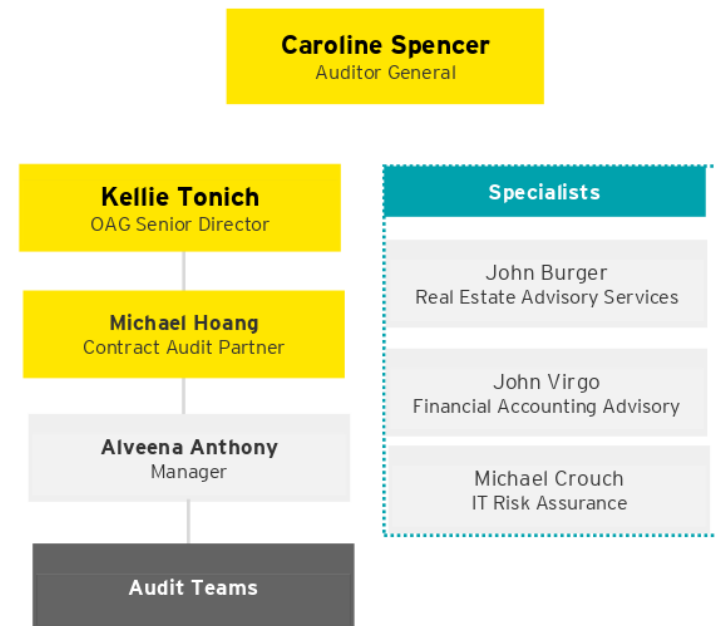 Caroline Spencer
Auditor General
Kellie Tonich
OAG Senior Director
Michael Hoang
Contract Audit Partner
Alveena Anthony
Manager
Audit Teams
Specialists
John Burger
Real Estate Advisory Services
John Virgo
Financial Accounting Advisory
Michael Crouch
IT Risk Assurance